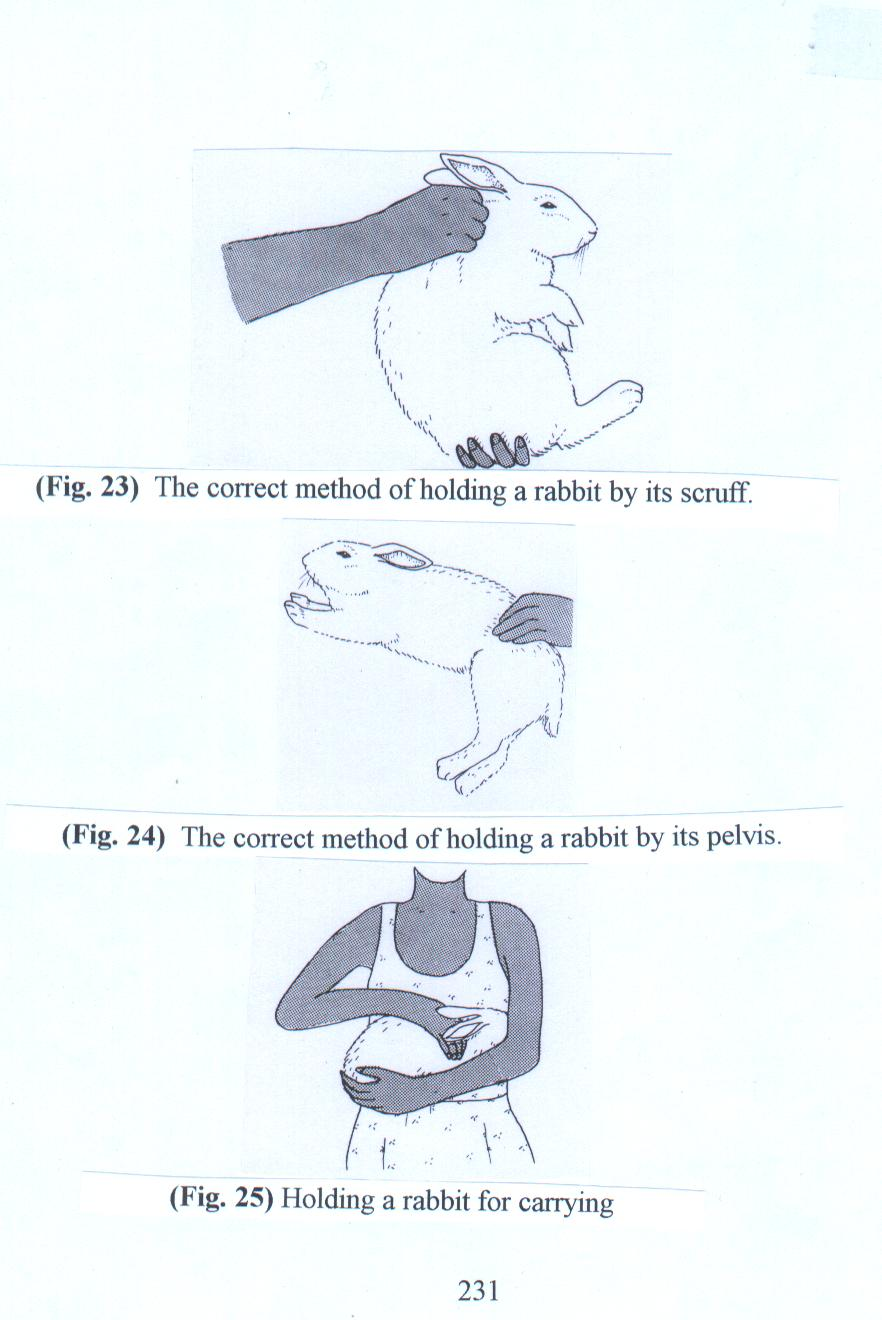 (Fig. 23) The correct method of holding a rabbit by its scruff.
(Fig. 24) The correct method of holding a rabbit by its pelvis.
(Fig. 25) Holding a rabbit for carrying
231